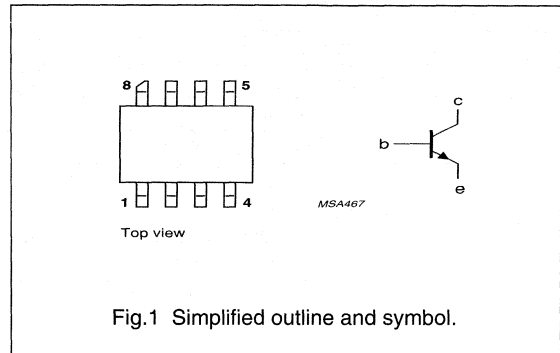 8 5
c
b
e
1 4
MSA467
Top view
Fig.1 Simplified outline and symbol.